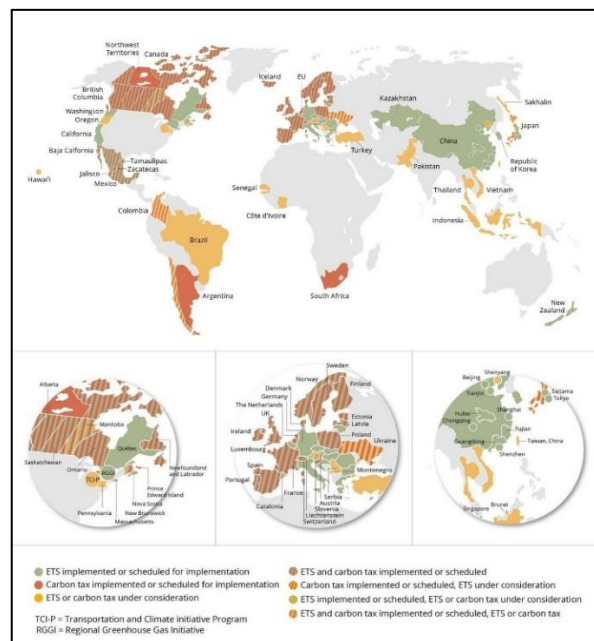 Northwest
Territories
Canada
British
Columbia
Washington
Oregon
California
Baja Calfornia
Hawai'i
Jalisco
Mexico
Tamaulipas
Zacatecas
Colombia
Brazil
Argentina
Iceland
EU
Kazakhstan
Sakhalin
Japan
China
Republic
of Korea
Turkey
Pakistan
Senegal
Côte d'Ivoire
Thailand
Vietnam
Indonesia
South Africa
New
Zealand
Alberta
Manitoba
Québec
Saskatchewan
Ontario
TCI-P
RGGI
Newfoundland
and Labrador
Prince
Edward Island
Nova Scotia
New Brunswick
Massachusetts
Pennsylvania
Sweden
Norway
Finland
Denmark
Germany
The Netherlands
UK
Estonia
Latvia
Ireland
Poland
Ukraine
Luxembourg
Spain
Portugal
Montenegro
France
Catalonia
Serbia
Austria
Slovenia
Liechtenstein
Switzerland
Shenyang
Beijing
Tianjin
Saitama
Tokyo
Hubei
Chongqing
Shanghai
Fujian
Guangdong
Taiwan, China
Shenzhen
Singapore
Brunei
ETS implemented or scheduled for implementation
Carbon tax implemented or scheduled for implementation
ETS or carbon tax under consideration
TCI-P = Transportation and Climate initiative Program
RGGI = Regional Greenhouse Gas Initiative
ETS and carbon tax implemented or scheduled
Carbon tax implemented or scheduled, ETS under consideration
ETS implemented or scheduled, ETS or carbon tax under consideration
ETS and carbon tax implemented or scheduled, ETS or carbon tax